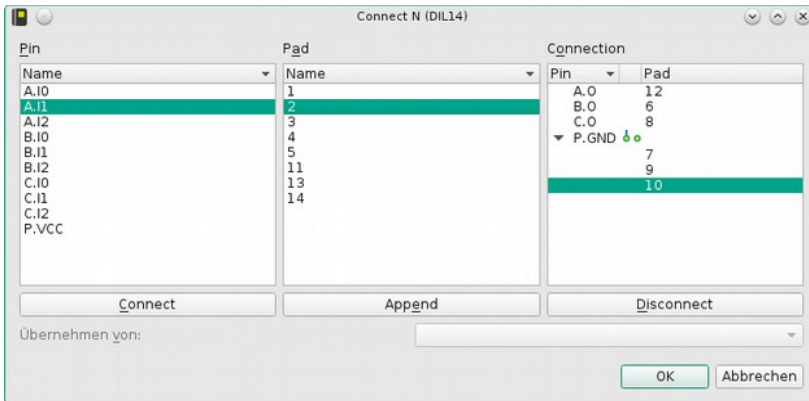 Connect N (DIL14)
Pin
Pad
Connection
Name
Name
Pin Pad
A.I0
A.I1
A.I2
B.I0
B.I1
B.I2
C.I0
C.I1
C.I2
P.VCC
1
2
3
4
5
11
13
14
A.O 12
B.O 6
C.O 8
P.GND
7
9
10
Connect
Append
Disconnect
Übernehmen von:
OK
Abbrechen